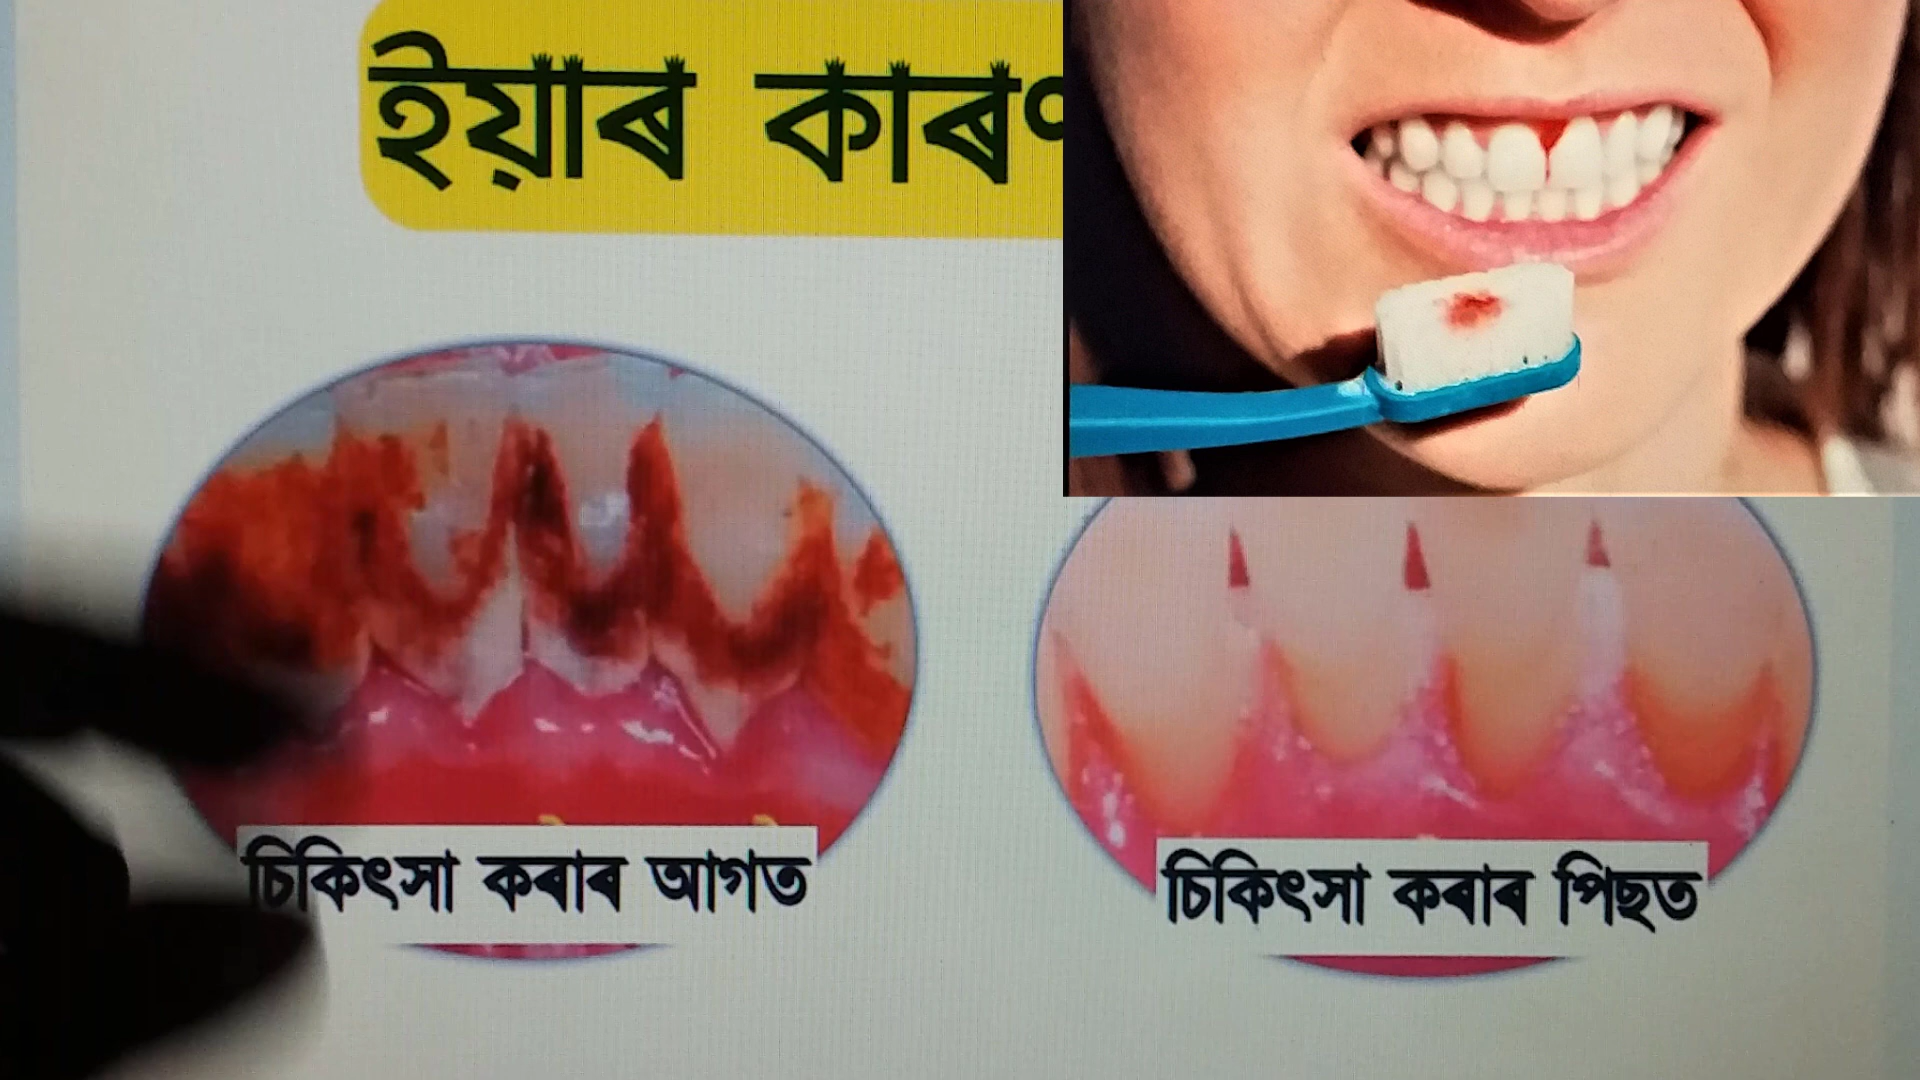 ইয়াৰ কাৰণ
চিকিৎসা কৰাৰ আগত
চিকিৎসা কৰাৰ পিছত